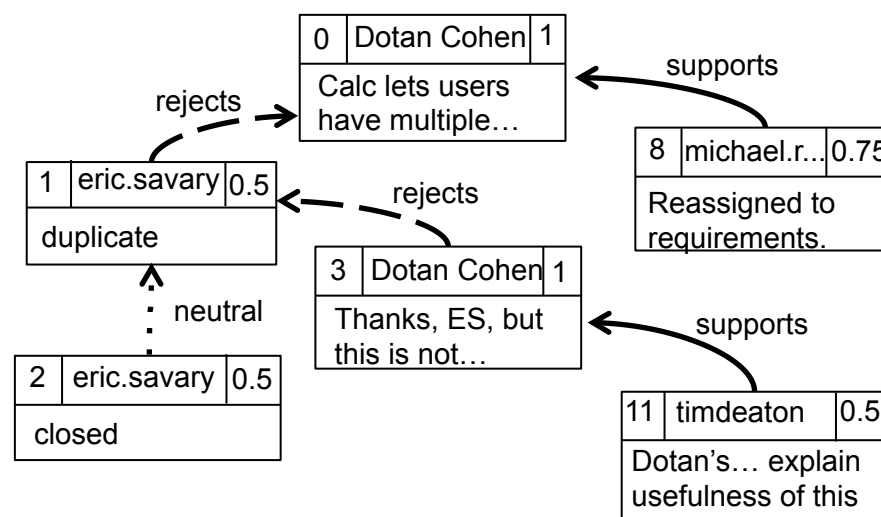 0 Dotan Cohen 1
Calc lets users
have multiple…
supports
rejects
8 michael.r... 0.75
Reassigned to
requirements.
1 eric.savary 0.5
duplicate
rejects
3 Dotan Cohen 1
Thanks, ES, but
this is not…
neutral
supports
2 eric.savary 0.5
closed
11 timdeaton 0.5
Dotan's… explain
usefulness of this